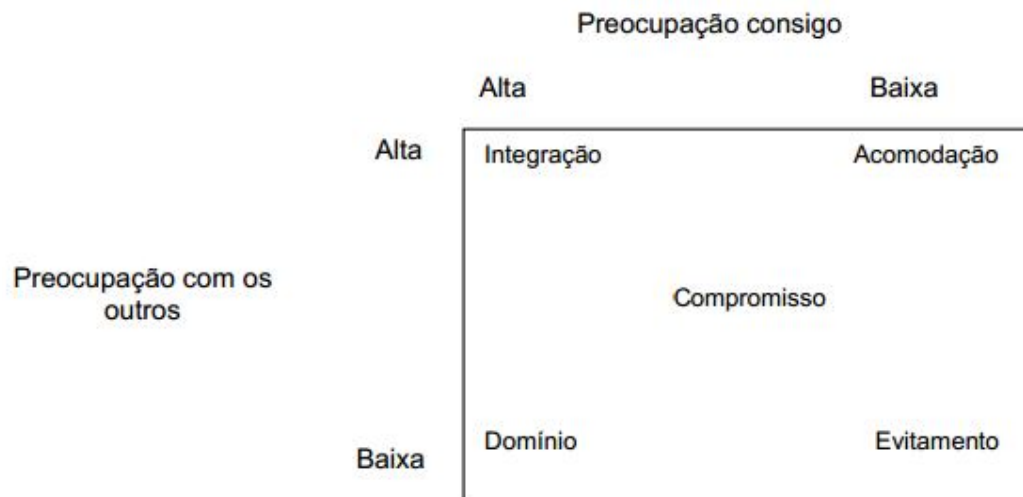 Preocupação consigo
Alta Baixa
Alta Integração Acomodação
Preocupação com os
outros
Compromisso
Baixa Domínio Evitamento